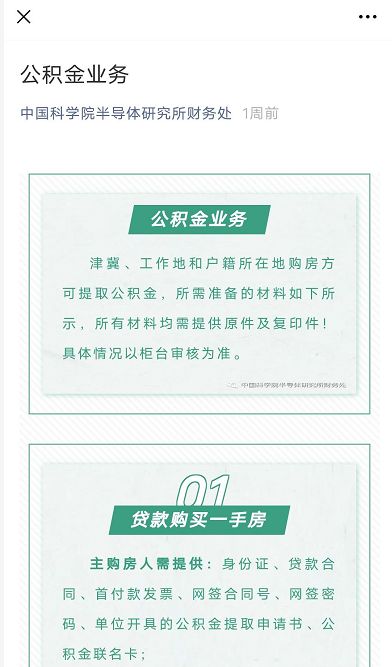 公积金业务
中国科学院半导体研究所财务处 1周前
公积金业务
津冀、工作地和户籍所在地购房方
可提取公积金，所需准备的材料如下所
示，所有材料均需提供原件及复印件！
具体情况以柜台审核为准。
中国科学院半导体研究所财务处
01
贷款购买一手房
主购房人需提供：身份证、贷款合
同、首付款发票、网签合同号、网签密
码、单位开具的公积金提取申请书、公
积金联名卡；